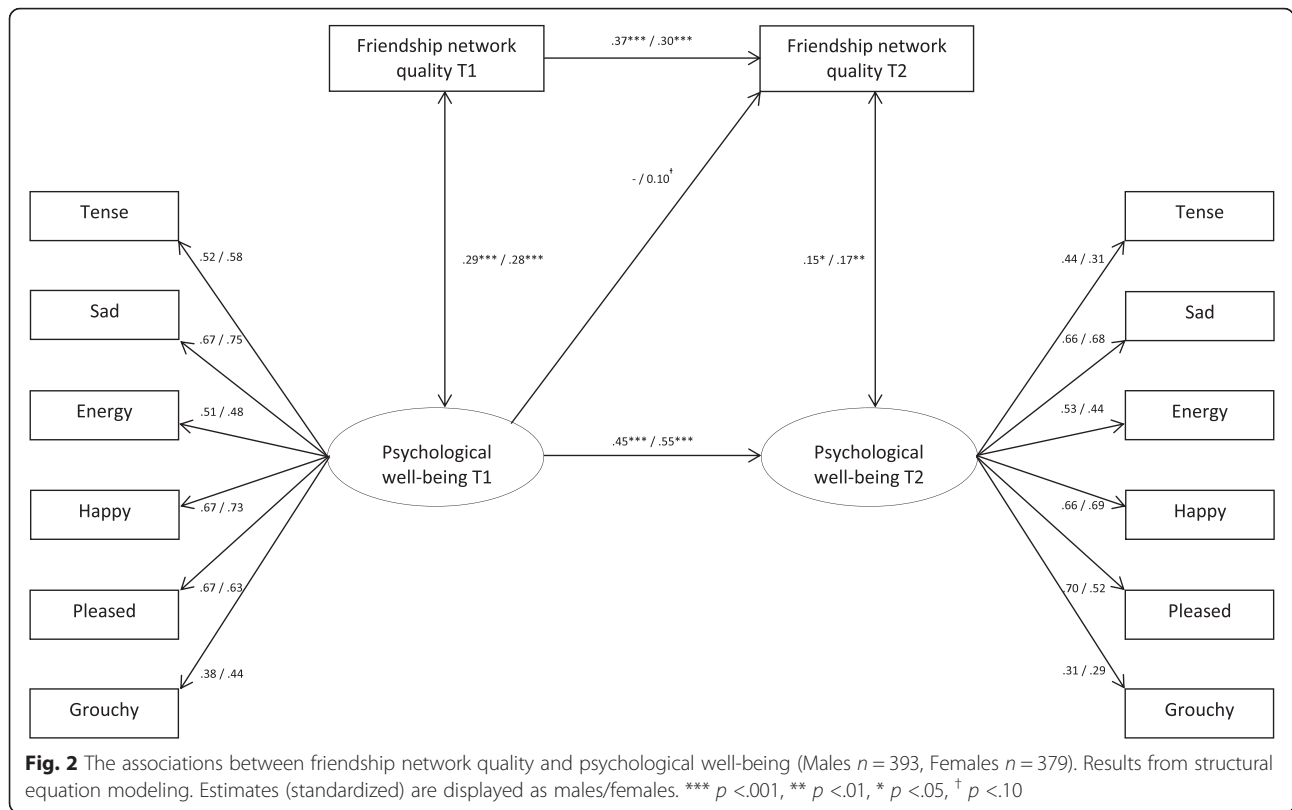 Friendship network
quality T1
.37*** / .30***
Friendship network
quality T2
- / 0.10†
.29*** / .28***
.15* / .17**
Tense
.52 / .58
Sad
.67 / .75
Energy
.51 / .48
Happy
.67 / .73
Pleased
.67 / .63
Grouchy
.38 / .44
Psychological
well-being T1
.45*** / .55***
Psychological
well-being T2
Tense
.44 / .31
Sad
.66 / .68
Energy
.53 / .44
Happy
.66 / .69
Pleased
.70 / .52
Grouchy
.31 / .29
Fig. 2 The associations between friendship network quality and psychological well-being (Males n = 393, Females n = 379). Results from structural
equation modeling. Estimates (standardized) are displayed as males/females. *** p <.001, ** p <.01, * p <.05, † p <.10